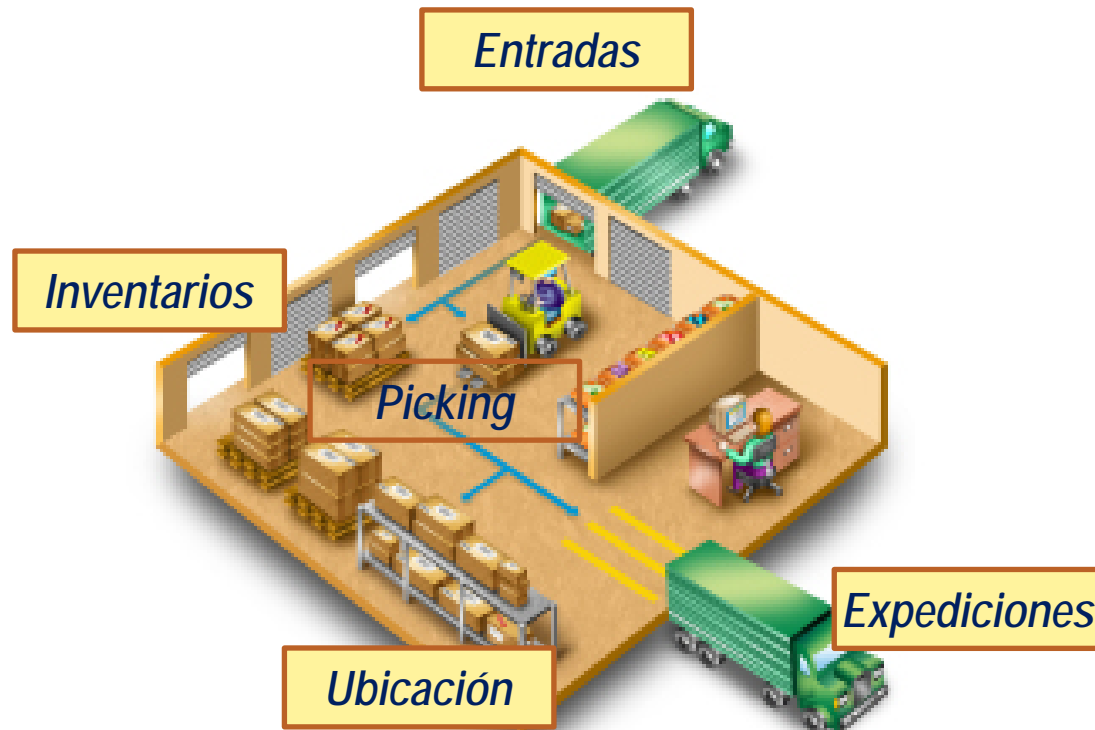 Entradas
Inventarios
Picking
Expediciones
Ubicación